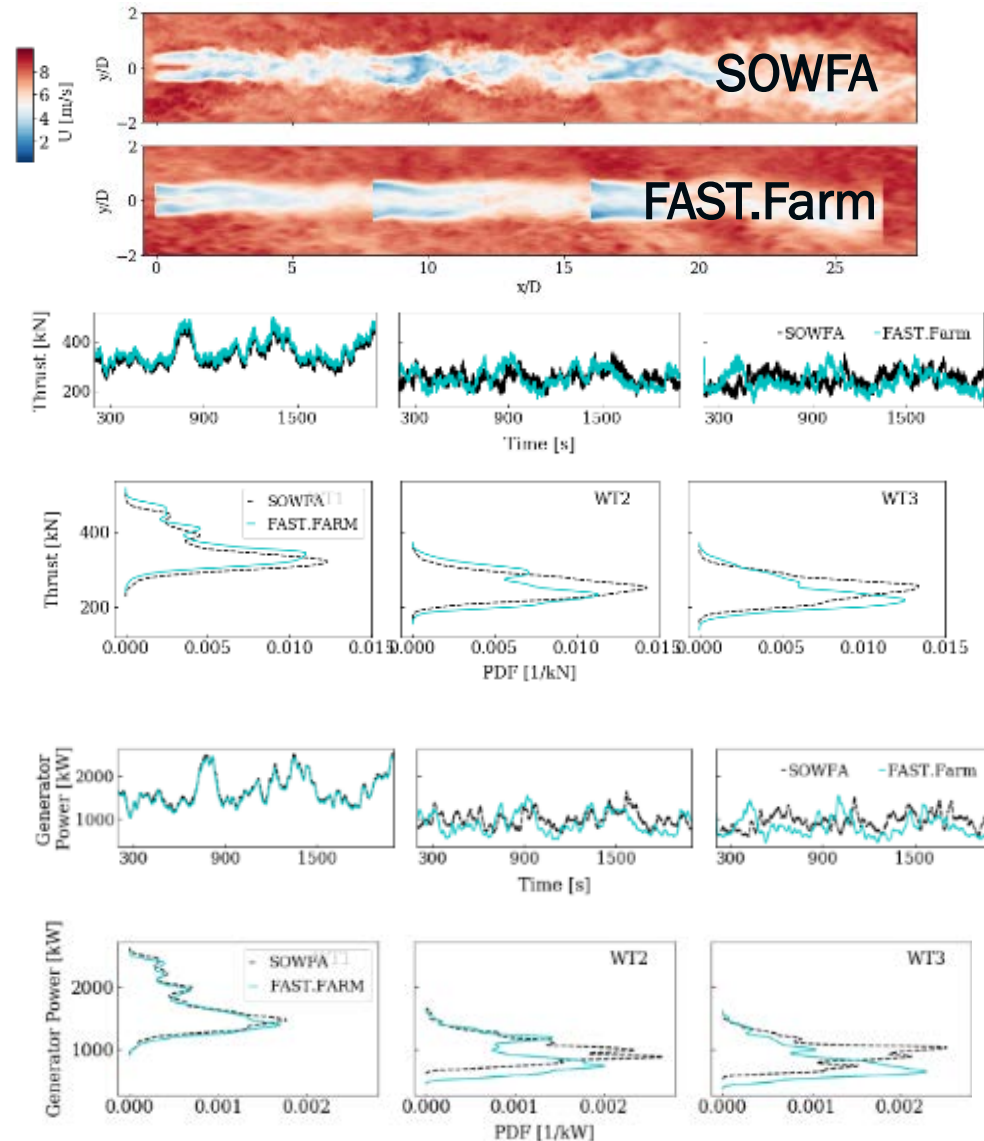 2
0
−2
y/D
SOWFA
8
6
4
2
U [m/s]
2
0
−2
y/D
FAST.Farm
0 5 10 15 20 25
x/D
Thrust [kN]
400
200
SOWFA FAST.Farm
300 900 1500 300 900 1500 300 900 1500
Time [s]
Thrust [kN]
400
200
SOWFA
FAST.FARM
WT2
WT3
0.000 0.005 0.010 0.015 0.000 0.005 0.010 0.015 0.000 0.005 0.010 0.015
PDF [1/kN]
Generator
Power [kW]
2000
1000
SOWFA FAST.Farm
300 900 1500 300 900 1500 300 900 1500
Time [s]
Generator Power [kW]
2000
1000
SOWFA
FAST.FARM
WT2
WT3
0.000 0.001 0.002 0.000 0.001 0.002 0.000 0.001 0.002
PDF [1/kW]